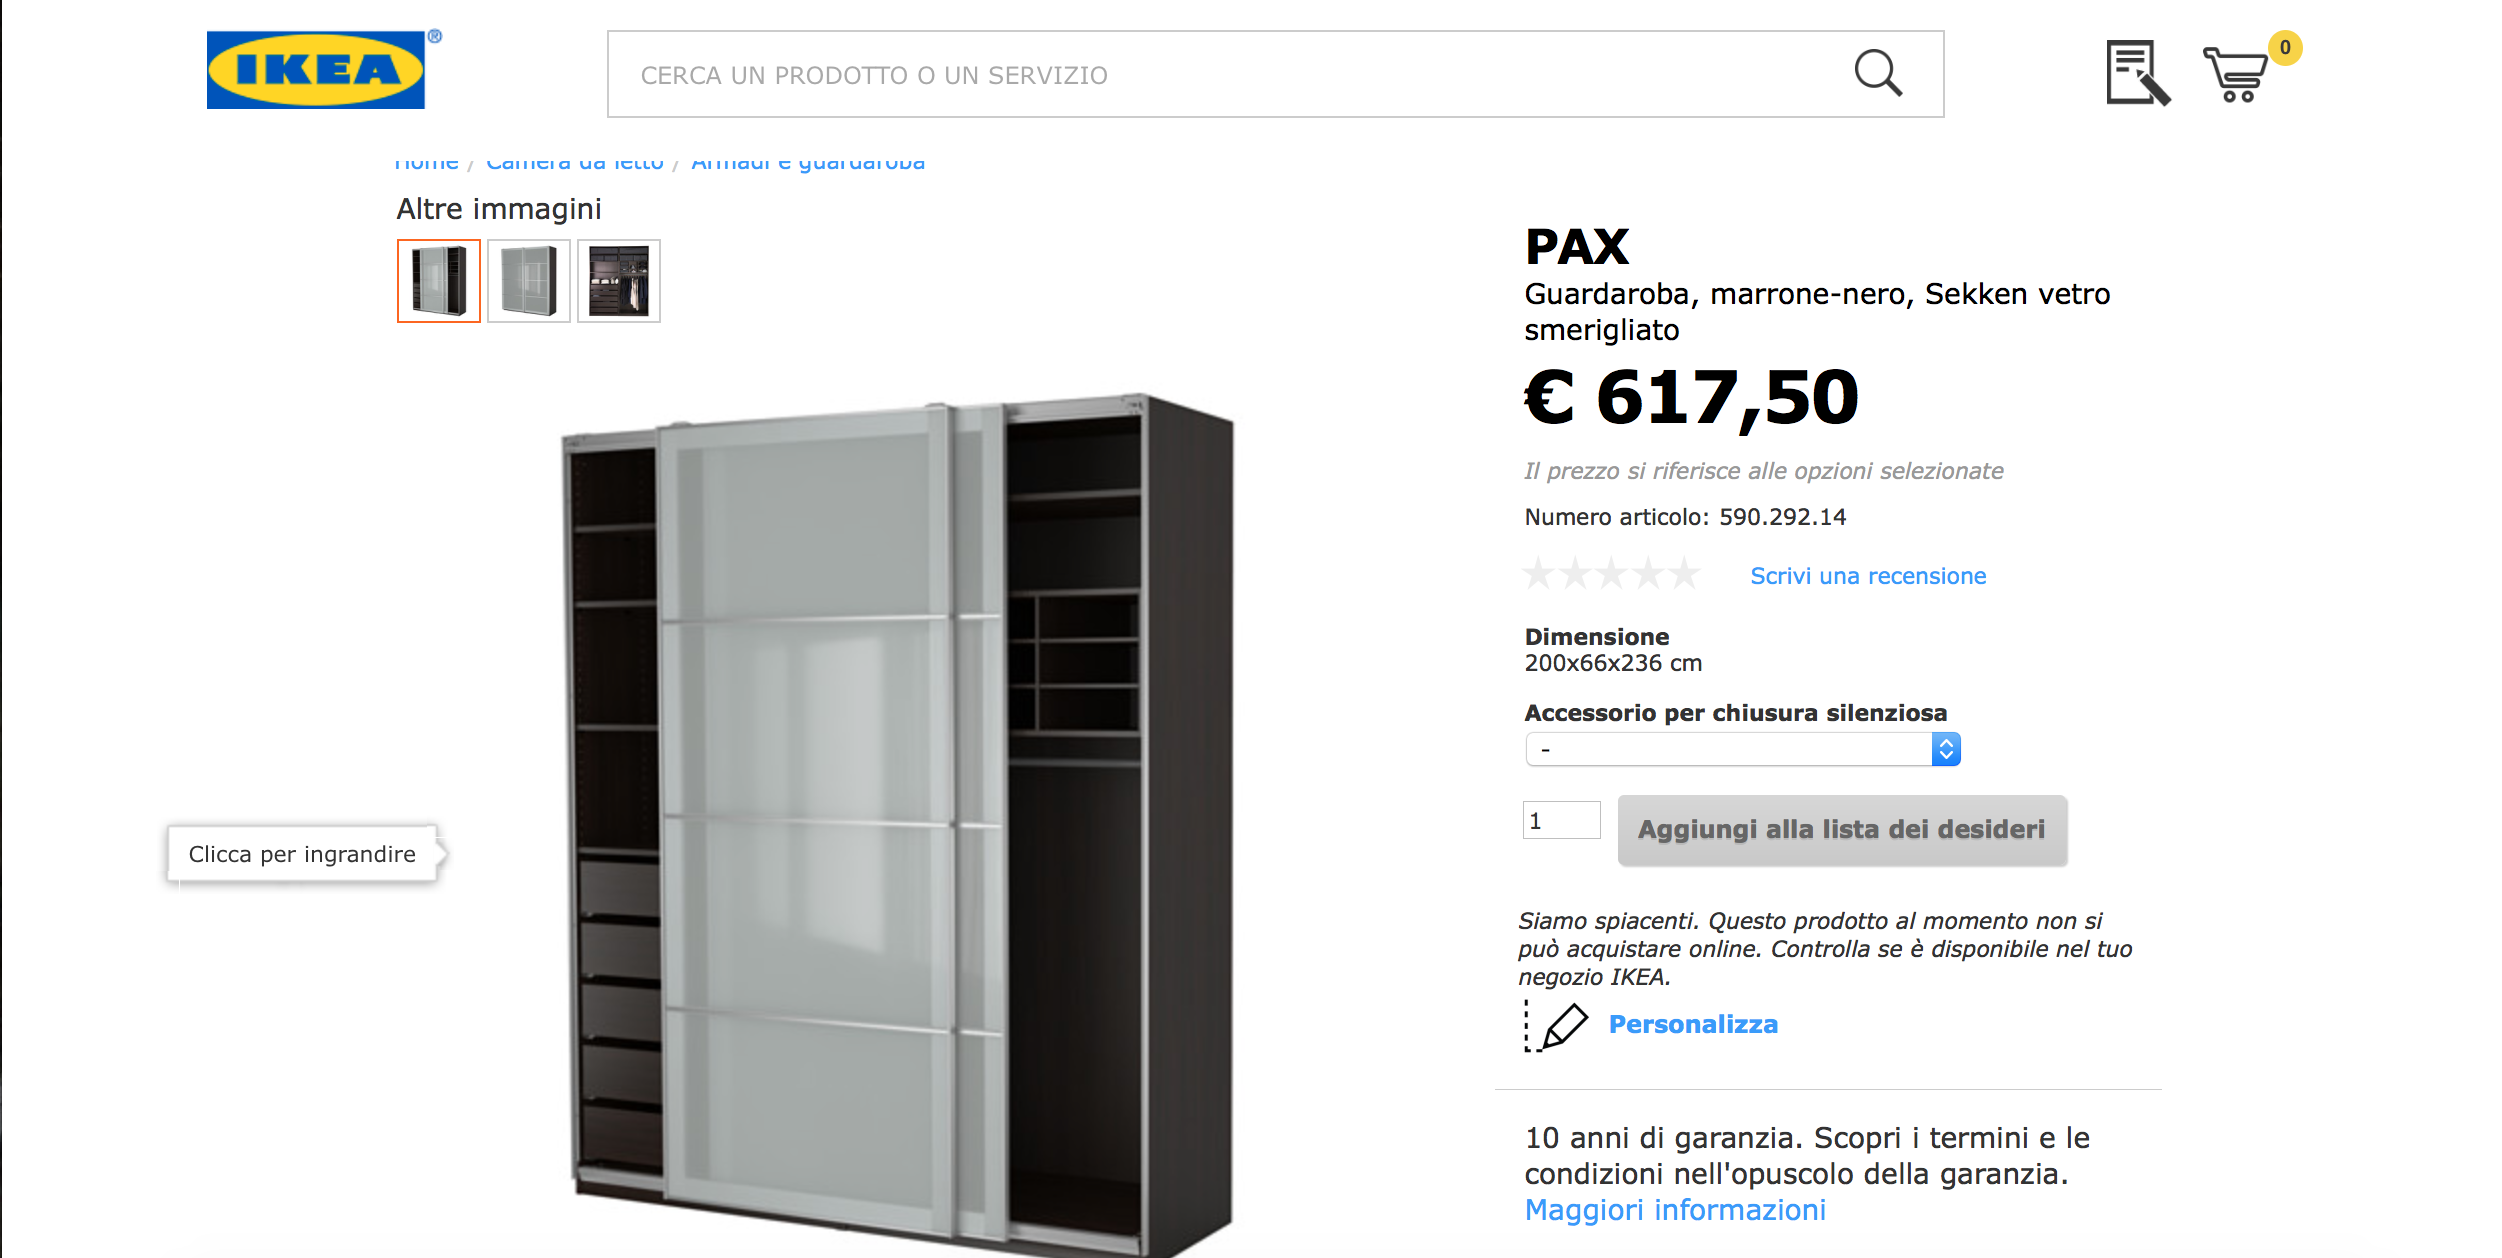 IKEA®
CERCA UN PRODOTTO O UN SERVIZIO
0
Home / Camera da letto / Armadi e guardaroba
Altre immagini
PAX
Guardaroba, marrone-nero, Sekken vetro
smerigliato
€ 617,50
Il prezzo si riferisce alle opzioni selezionate
Numero articolo: 590.292.14
Scrivi una recensione
Dimensione
200x66x236 cm
Accessorio per chiusura silenziosa
-
1
Aggiungi alla lista dei desideri
Clicca per ingrandire
Siamo spiacenti. Questo prodotto al momento non si
può acquistare online. Controlla se è disponibile nel tuo
negozio IKEA.
Personalizza
10 anni di garanzia. Scopri i termini e le
condizioni nell'opuscolo della garanzia.
Maggiori informazioni